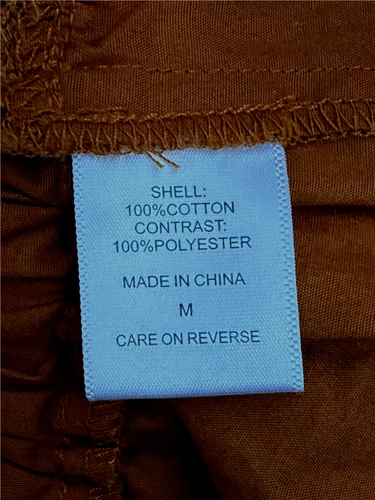 SHELL:
100%COTTON
CONTRAST:
100%POLYESTER
MADE IN CHINA
M
CARE ON REVERSE